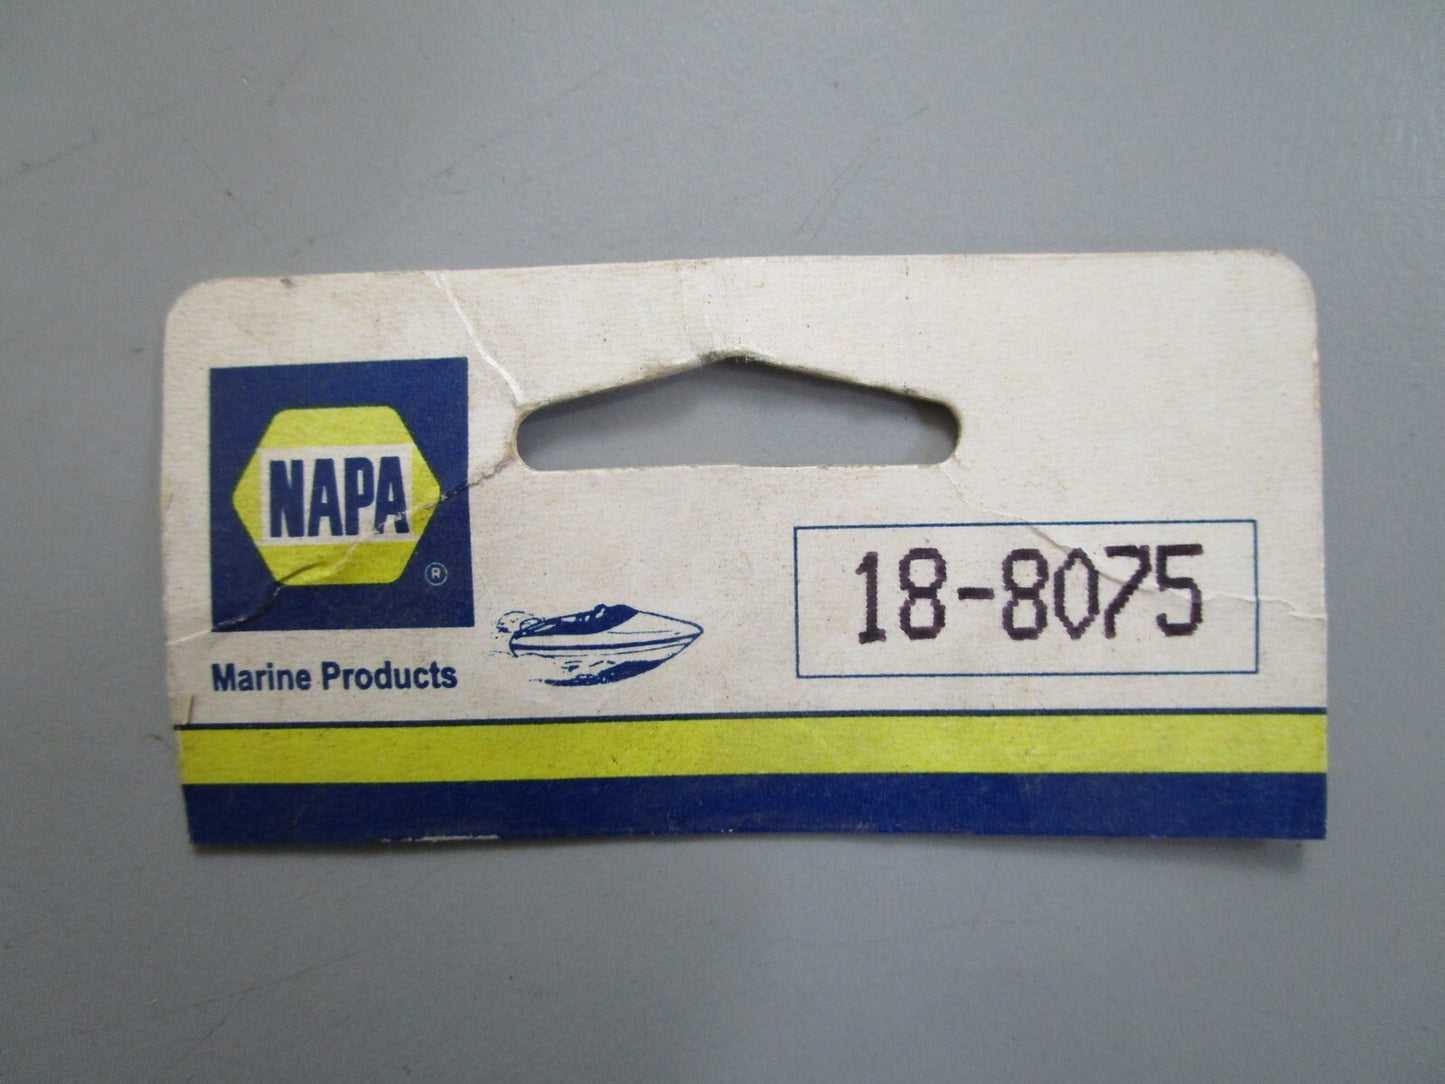 NAPA
®
Marine Products
18-8075